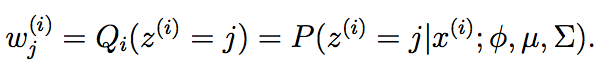 w_j^{(i)} = Q_i(z^{(i)} = j) = P(z^{(i)} = j|x^{(i)}; ϕ, μ, Σ).